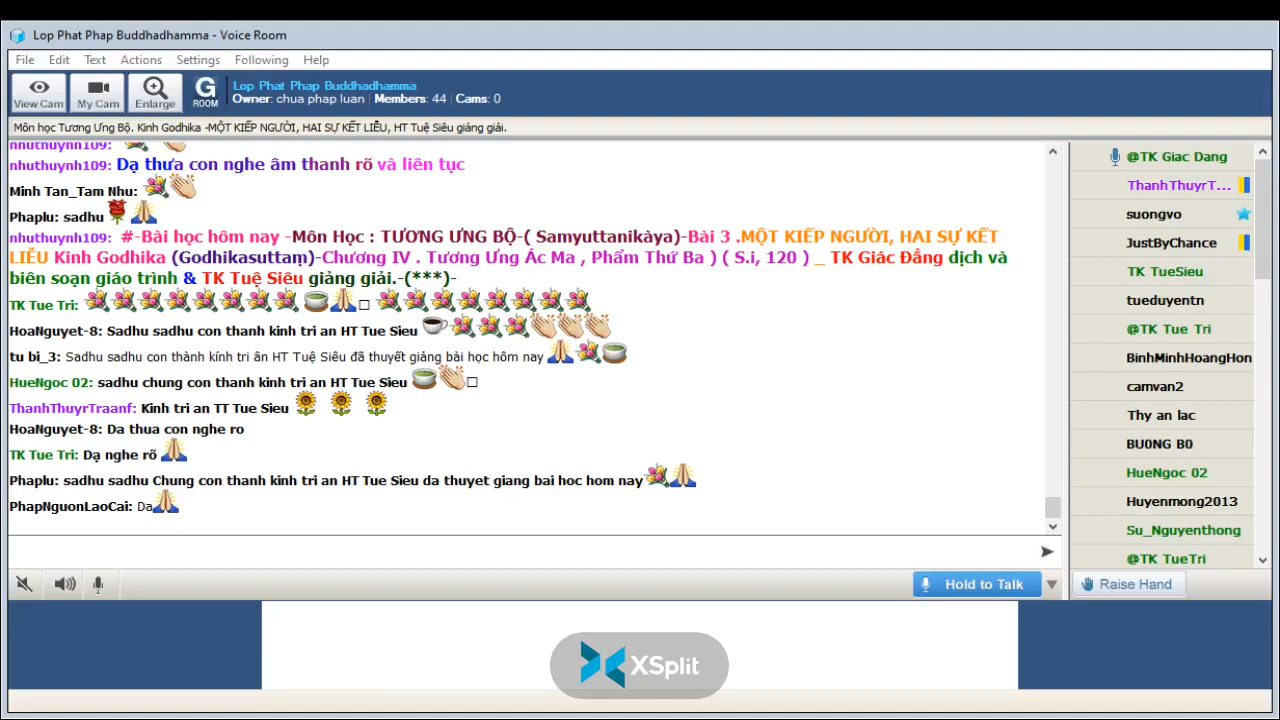 Lop Phat Phap Buddhadhamma - Voice Room
File Edit Text Actions Settings Following Help
View Cam My Cam Enlarge G ROOM
Lop Phat Phap Buddhadhamma
Owner: chua phap luan | Members: 44 | Cams: 0
Môn học Tương Ưng Bộ. Kinh Godhika -MỘT KIẾP NGƯỜI, HAI SỰ KẾT LIỄU, HT Tuệ Siêu giảng giải.
nhuthuynh109:
nhuthuynh109: Dạ thưa con nghe âm thanh rõ và liên tục
Minh Tan_Tam Nhu:
Phaplu: sadhu
nhuthuynh109: #-Bài học hôm nay -Môn Học : TƯƠNG ƯNG BỘ-( Samyuttanikàya)-Bài 3 .MỘT KIẾP NGƯỜI, HAI SỰ KẾT
LIỄU Kinh Godhika (Godhikasuttaṃ)-Chương IV . Tương Ưng Ác Ma , Phẩm Thứ Ba ) ( S.i, 120 ) _ TK Giác Đẳng dịch và
biên soạn giáo trình & TK Tuệ Siêu giảng giải.-(***)-
TK Tue Tri:
HoaNguyet-8: Sadhu sadhu con thanh kinh tri an HT Tue Sieu
tu bi_3: Sadhu sadhu con thành kính tri ân HT Tuệ Siêu đã thuyết giảng bài học hôm nay
HueNgoc 02: sadhu chung con thanh kinh tri an HT Tue Sieu
ThanhThuyrTraanf: Kinh tri an TT Tue Sieu
HoaNguyet-8: Da thua con nghe ro
TK Tue Tri: Dạ nghe rõ
Phaplu: sadhu sadhu Chung con thanh kinh tri an HT Tue Sieu da thuyet giang bai hoc hom nay
PhapNguonLaoCai: Da
@TK Giac Dang
ThanhThuyrT...
suongvo
JustByChance
TK TueSieu
tueduyentn
@TK Tue Tri
BinhMinhHoangHon
camvan2
Thy an lac
BU0NG B0
HueNgoc 02
Huyenmong2013
Su_Nguyenthong
@TK TueTri
Hold to Talk
Raise Hand
XSplit